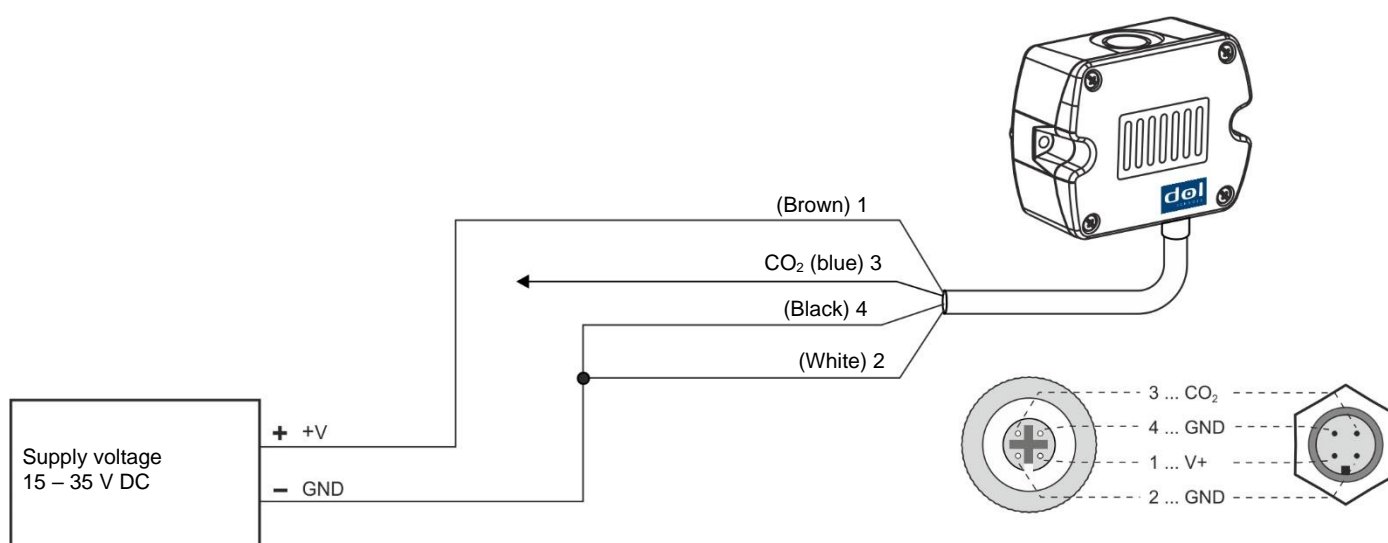 dol
(Brown) 1
CO₂ (blue) 3
(Black) 4
(White) 2
3 ... CO₂
4 ... GND
1 ... V+
2 ... GND
+ +V
Supply voltage
15 – 35 V DC
– GND